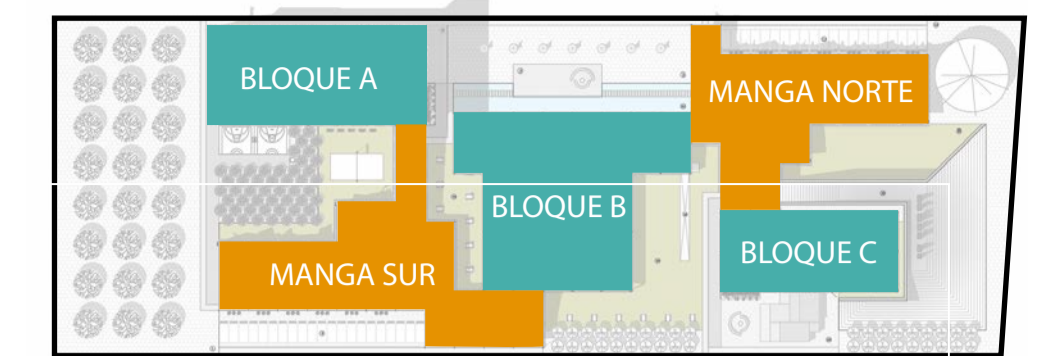 BLOQUE A
MANGA NORTE
BLOQUE B
BLOQUE C
MANGA SUR